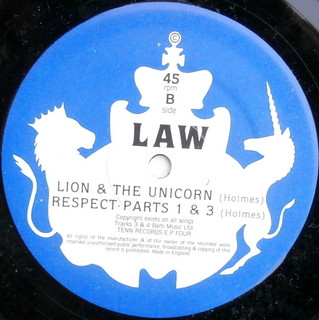 ©
45
rpm
B
side
LAW
LION & THE UNICORN (Holmes)
RESPECT·PARTS 1 & 3 (Holmes)
Copyright exists on all songs
Tracks 3 & 4 Bam Music Ltd
TENN RECORDS E.P. FOUR
All rights of the manufacturer & of the owner of the recorded work
reserved unauthorised public performance, broadcasting & copying of this
record is prohibited. Made in England.